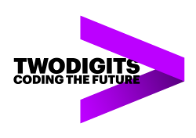 TWODIGITS
CODING THE FUTURE